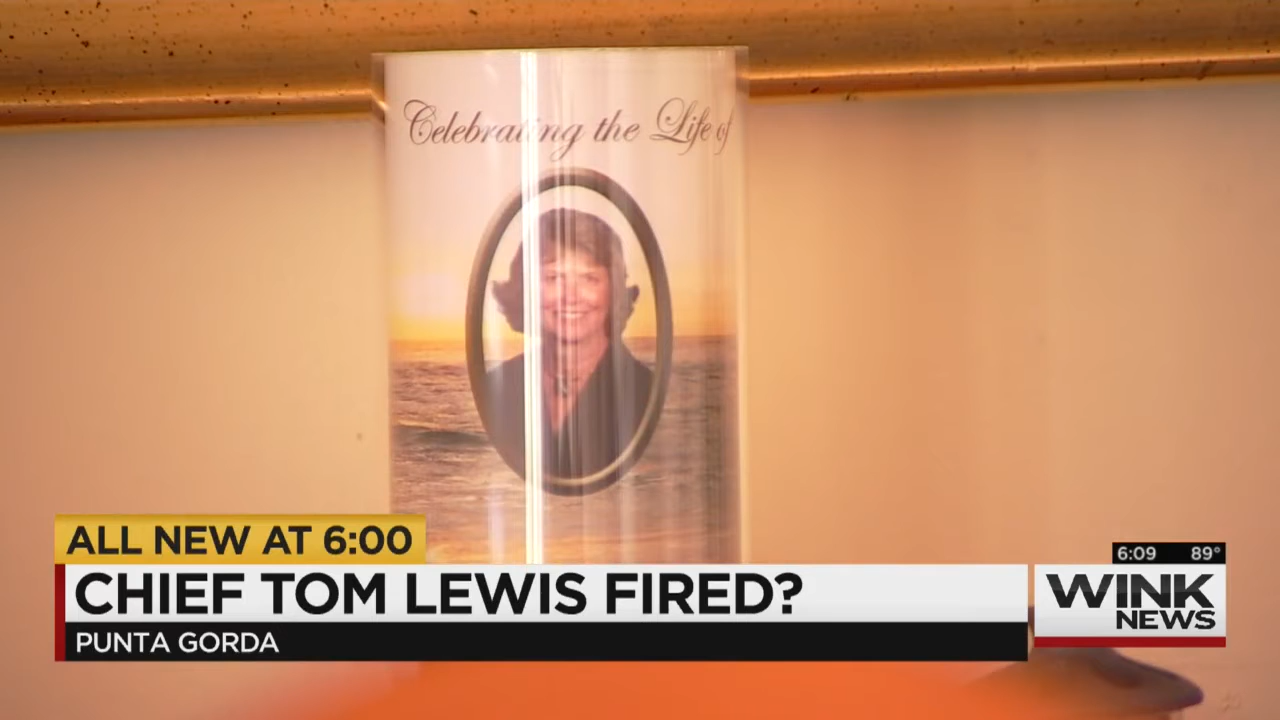 Celebrating the Life of
ALL NEW AT 6:00
CHIEF TOM LEWIS FIRED?
PUNTA GORDA
6:09 89°
WINK
NEWS